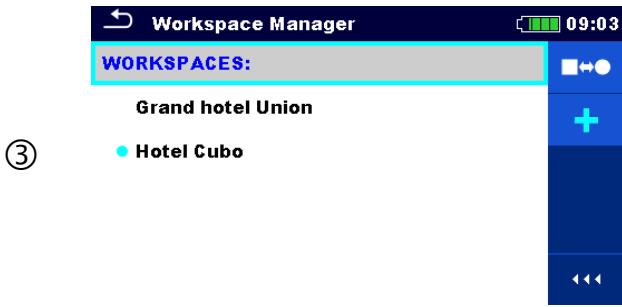 Workspace Manager 09:03
WORKSPACES:
Grand hotel Union
③ Hotel Cubo